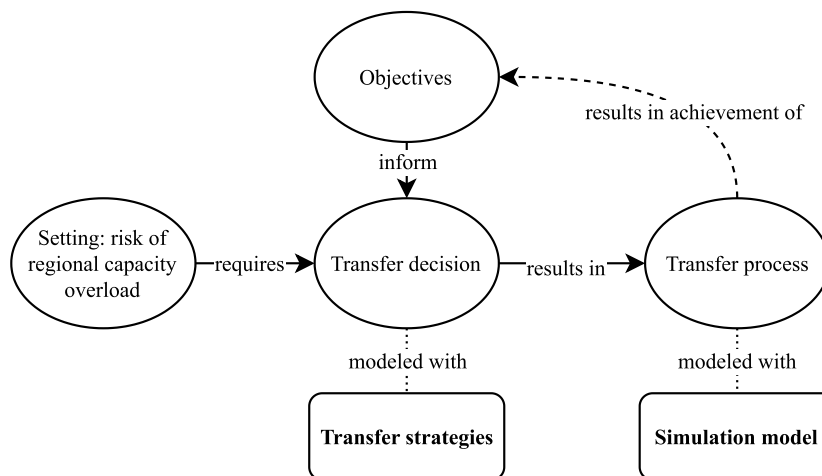 Objectives
results in achievement of
inform
Setting: risk of
regional capacity
overload
requires
Transfer decision
results in
Transfer process
modeled with
modeled with
Transfer strategies
Simulation model